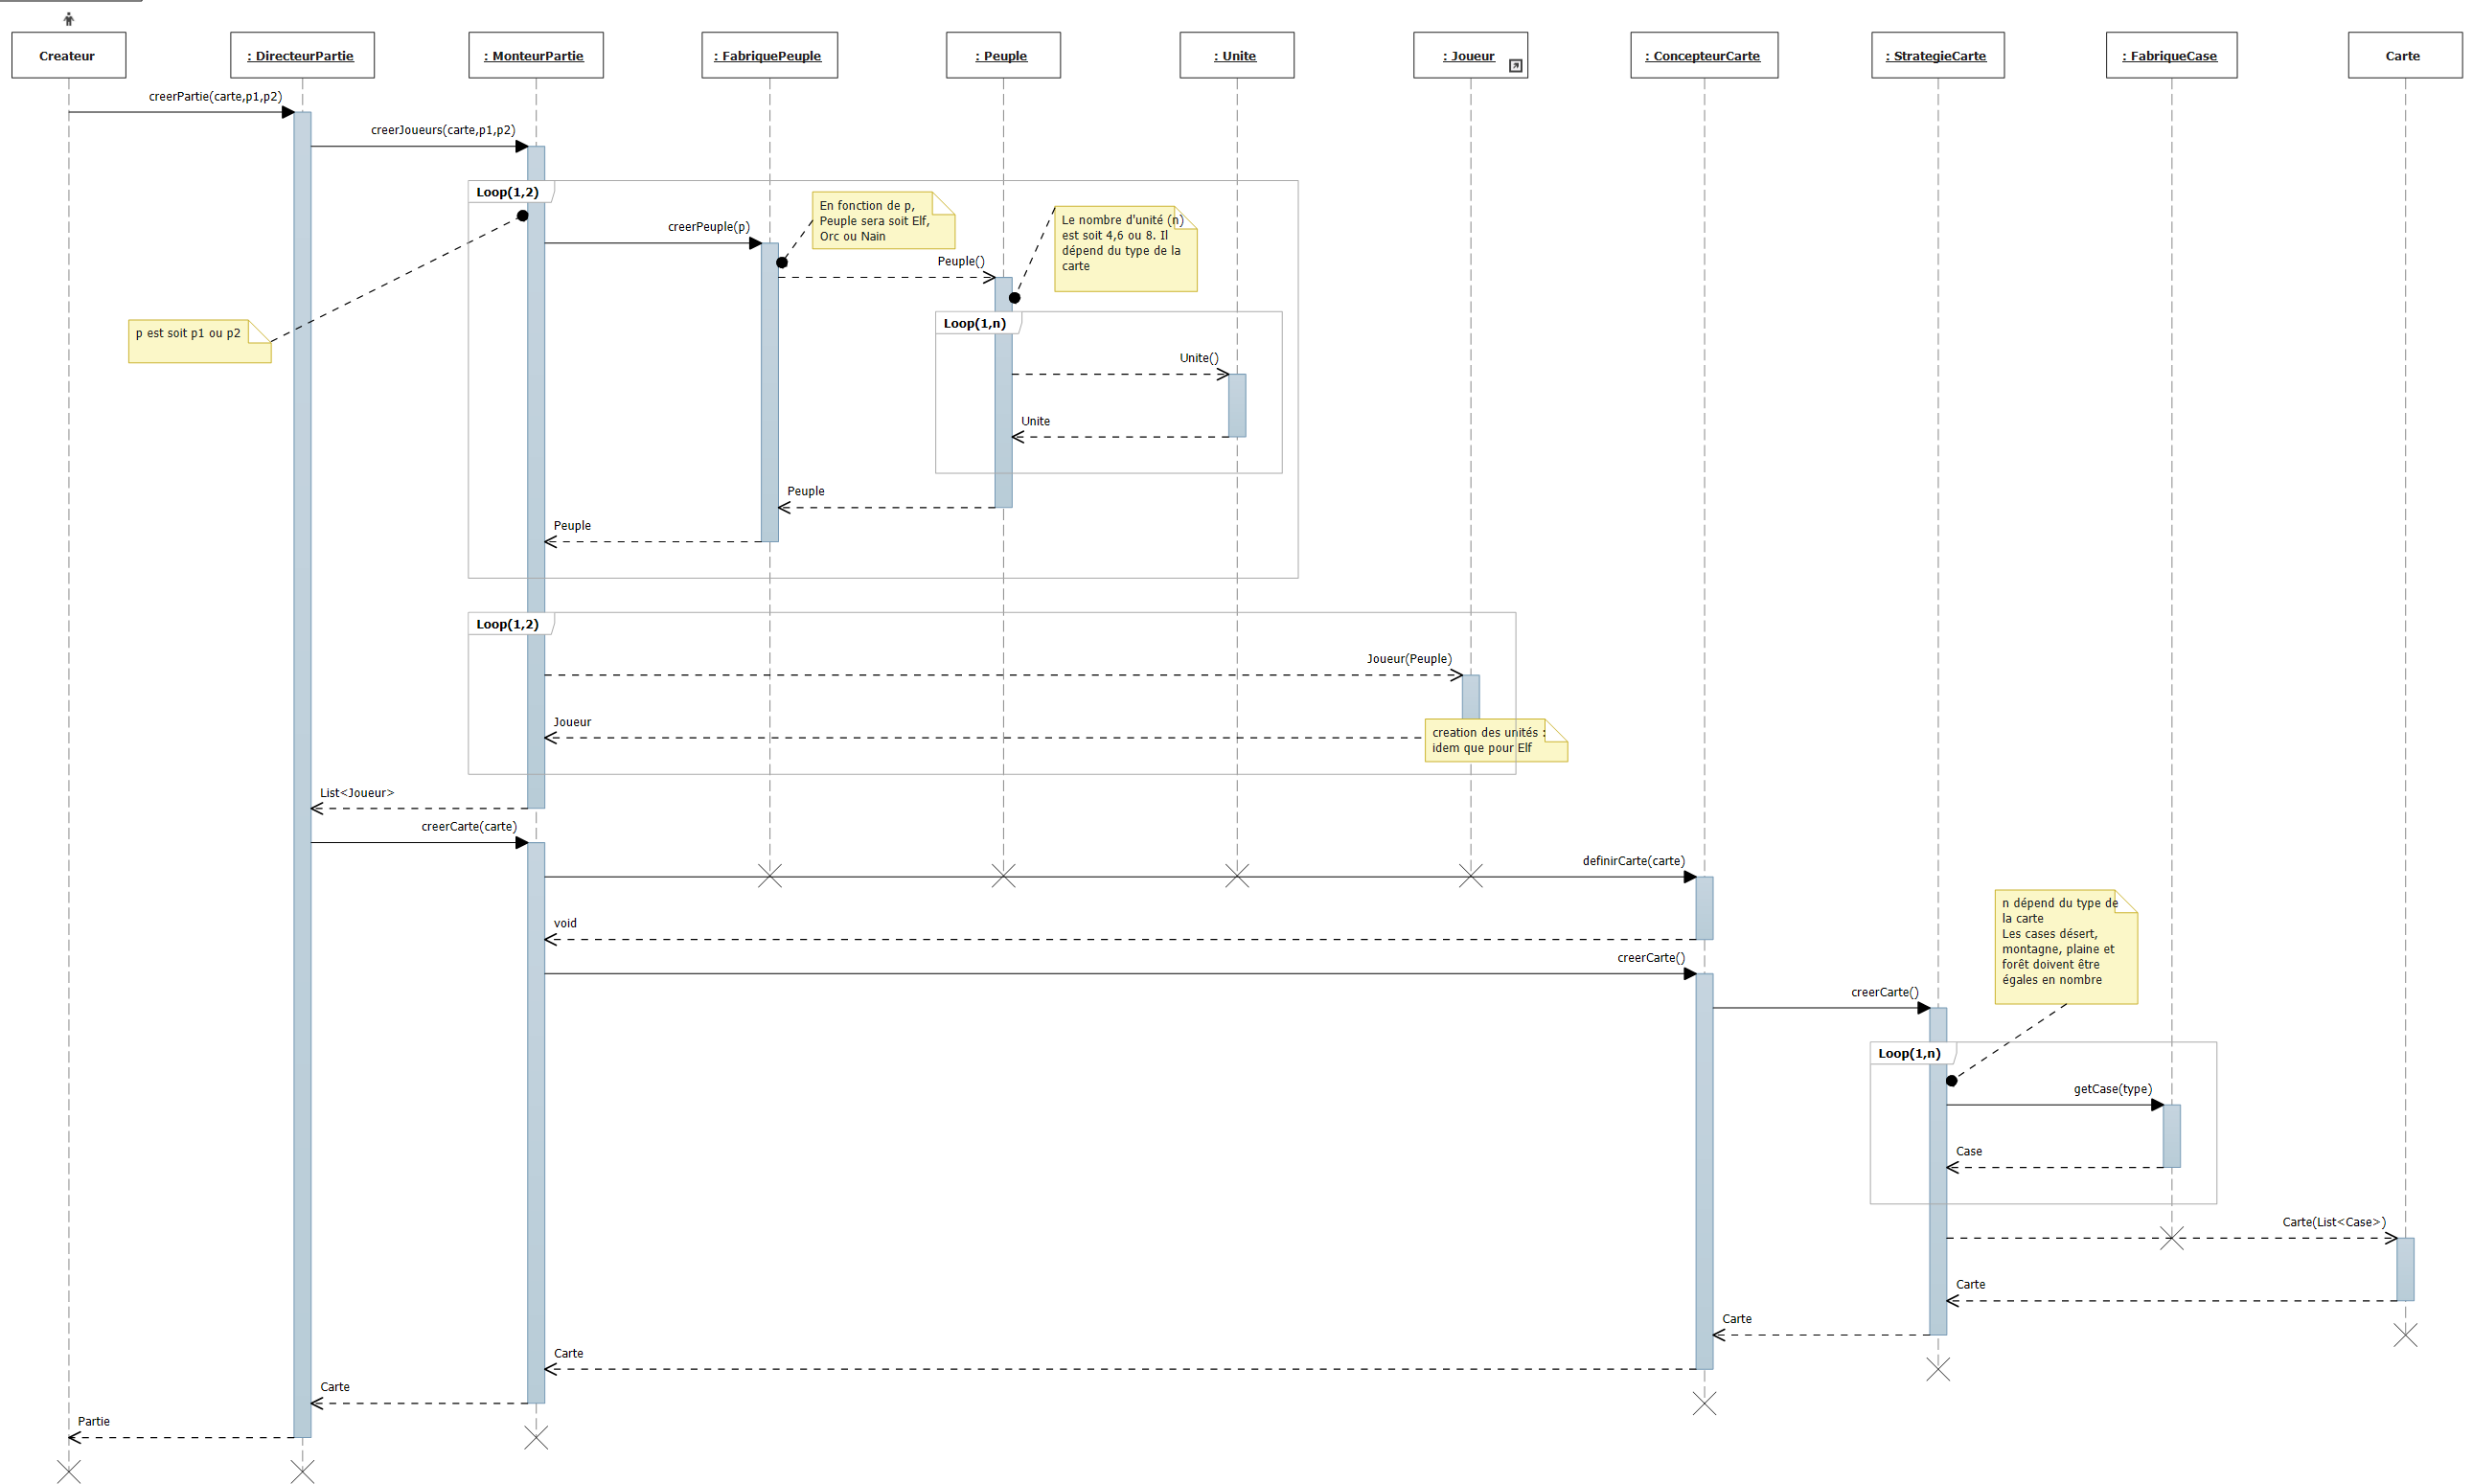 Createur
: DirecteurPartie
: MonteurPartie
: FabriquePeuple
: Peuple
: Unite
: Joueur
: ConcepteurCarte
: StrategieCarte
: FabriqueCase
Carte
creerPartie(carte,p1,p2)
creerJoueurs(carte,p1,p2)
Loop(1,2)
creerPeuple(p)
En fonction de p,
Peuple sera soit Elf,
Orc ou Nain
Peuple()
Le nombre d'unité (n)
est soit 4,6 ou 8. Il
dépend du type de la
carte
p est soit p1 ou p2
Loop(1,n)
Unite()
Unite
Peuple
Peuple
Loop(1,2)
Joueur(Peuple)
Joueur
creation des unités :
idem que pour Elf
List<Joueur>
creerCarte(carte)
definirCarte(carte)
void
creerCarte()
n dépend du type de
la carte
Les cases désert,
montagne, plaine et
forêt doivent être
égales en nombre
creerCarte()
Loop(1,n)
getCase(type)
Case
Carte(List<Case>)
Carte
Carte
Carte
Carte
Partie